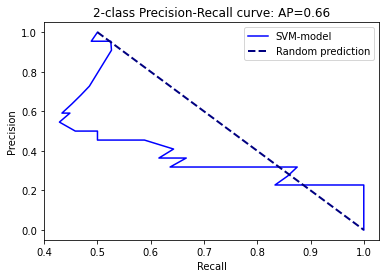 2-class Precision-Recall curve: AP=0.66
SVM-model
Random prediction
Precision
1.0
0.8
0.6
0.4
0.2
0.0
0.4 0.5 0.6 0.7 0.8 0.9 1.0
Recall